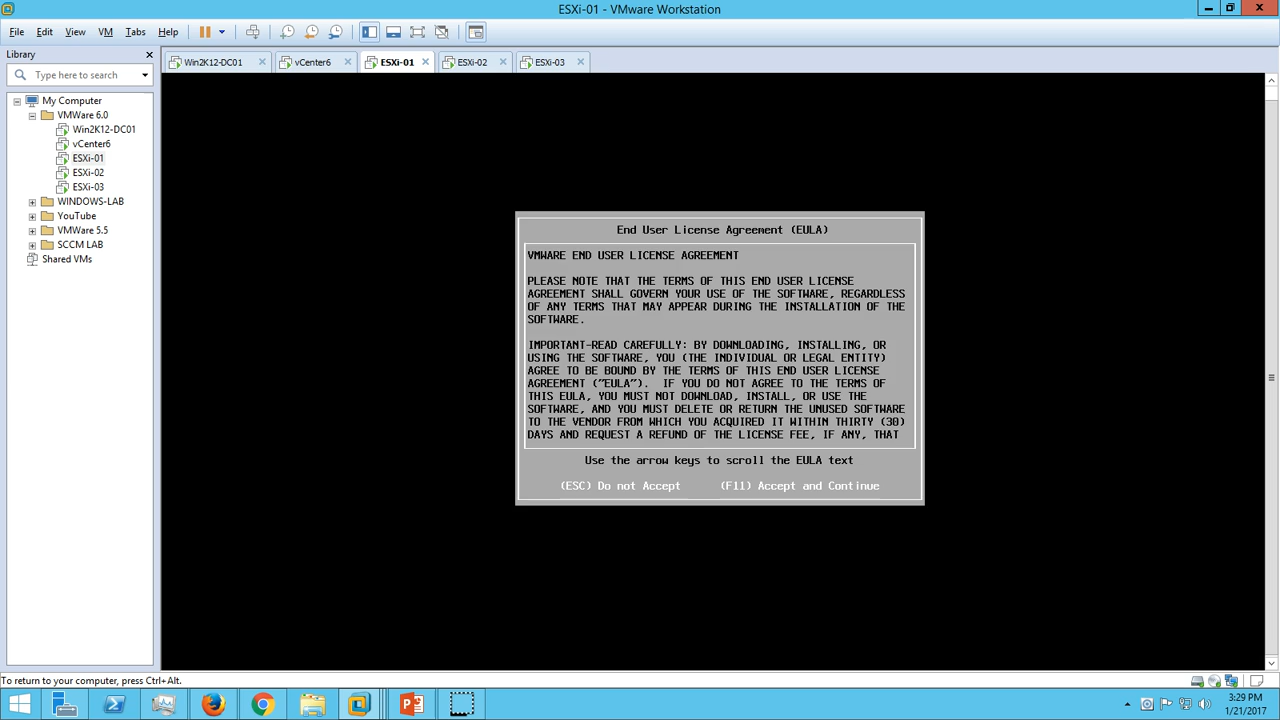 ESXi-01 - VMware Workstation
File Edit View VM Tabs Help
Library
Type here to search
Win2K12-DC01 vCenter6 ESXi-01 ESXi-02 ESXi-03
My Computer
VMWare 6.0
Win2K12-DC01
vCenter6
ESXi-01
ESXi-02
ESXi-03
WINDOWS-LAB
YouTube
VMWare 5.5
SCCM LAB
Shared VMs
End User License Agreement (EULA)
VMWARE END USER LICENSE AGREEMENT
PLEASE NOTE THAT THE TERMS OF THIS END USER LICENSE
AGREEMENT SHALL GOVERN YOUR USE OF THE SOFTWARE, REGARDLESS
OF ANY TERMS THAT MAY APPEAR DURING THE INSTALLATION OF THE
SOFTWARE.
IMPORTANT-READ CAREFULLY: BY DOWNLOADING, INSTALLING, OR
USING THE SOFTWARE, YOU (THE INDIVIDUAL OR LEGAL ENTITY)
AGREE TO BE BOUND BY THE TERMS OF THIS END USER LICENSE
AGREEMENT ("EULA"). IF YOU DO NOT AGREE TO THE TERMS OF
THIS EULA, YOU MUST NOT DOWNLOAD, INSTALL, OR USE THE
SOFTWARE, AND YOU MUST DELETE OR RETURN THE UNUSED SOFTWARE
TO THE VENDOR FROM WHICH YOU ACQUIRED IT WITHIN THIRTY (30)
DAYS AND REQUEST A REFUND OF THE LICENSE FEE, IF ANY, THAT
Use the arrow keys to scroll the EULA text
(ESC) Do not Accept (F11) Accept and Continue
To return to your computer, press Ctrl+Alt.
3:29 PM
1/21/2017